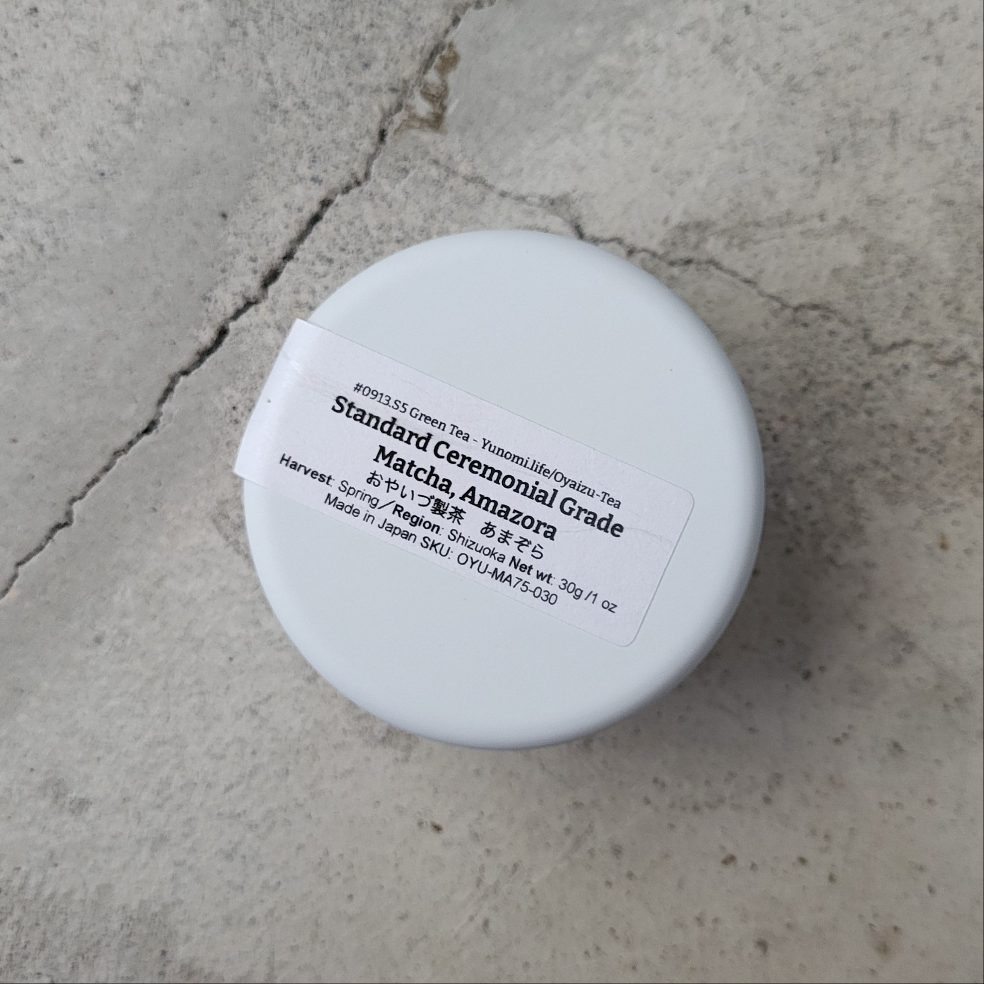 #0913.S5 Green Tea - Yunomi.life/Oyaizu-Tea
Standard Ceremonial Grade
Matcha, Amazora
おやいづ製茶 あまぞら
Harvest: Spring／Region: Shizuoka Net wt: 30g /1 oz
Made in Japan SKU: OYU-MA75-030